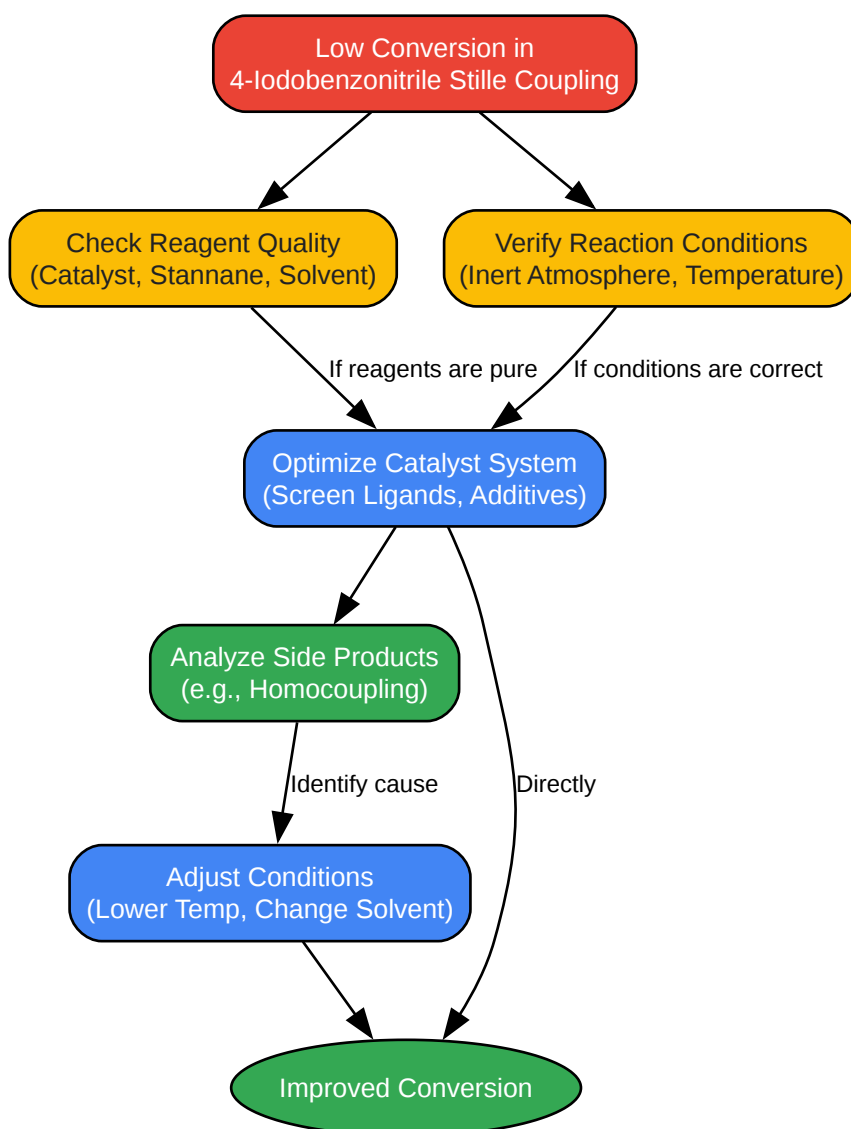 Low Conversion in
4-Iodobenzonitrile Stille Coupling
Check Reagent Quality
(Catalyst, Stannane, Solvent)
Verify Reaction Conditions
(Inert Atmosphere, Temperature)
If reagents are pure
If conditions are correct
Optimize Catalyst System
(Screen Ligands, Additives)
Analyze Side Products
(e.g., Homocoupling)
Identify cause
Directly
Adjust Conditions
(Lower Temp, Change Solvent)
Improved Conversion